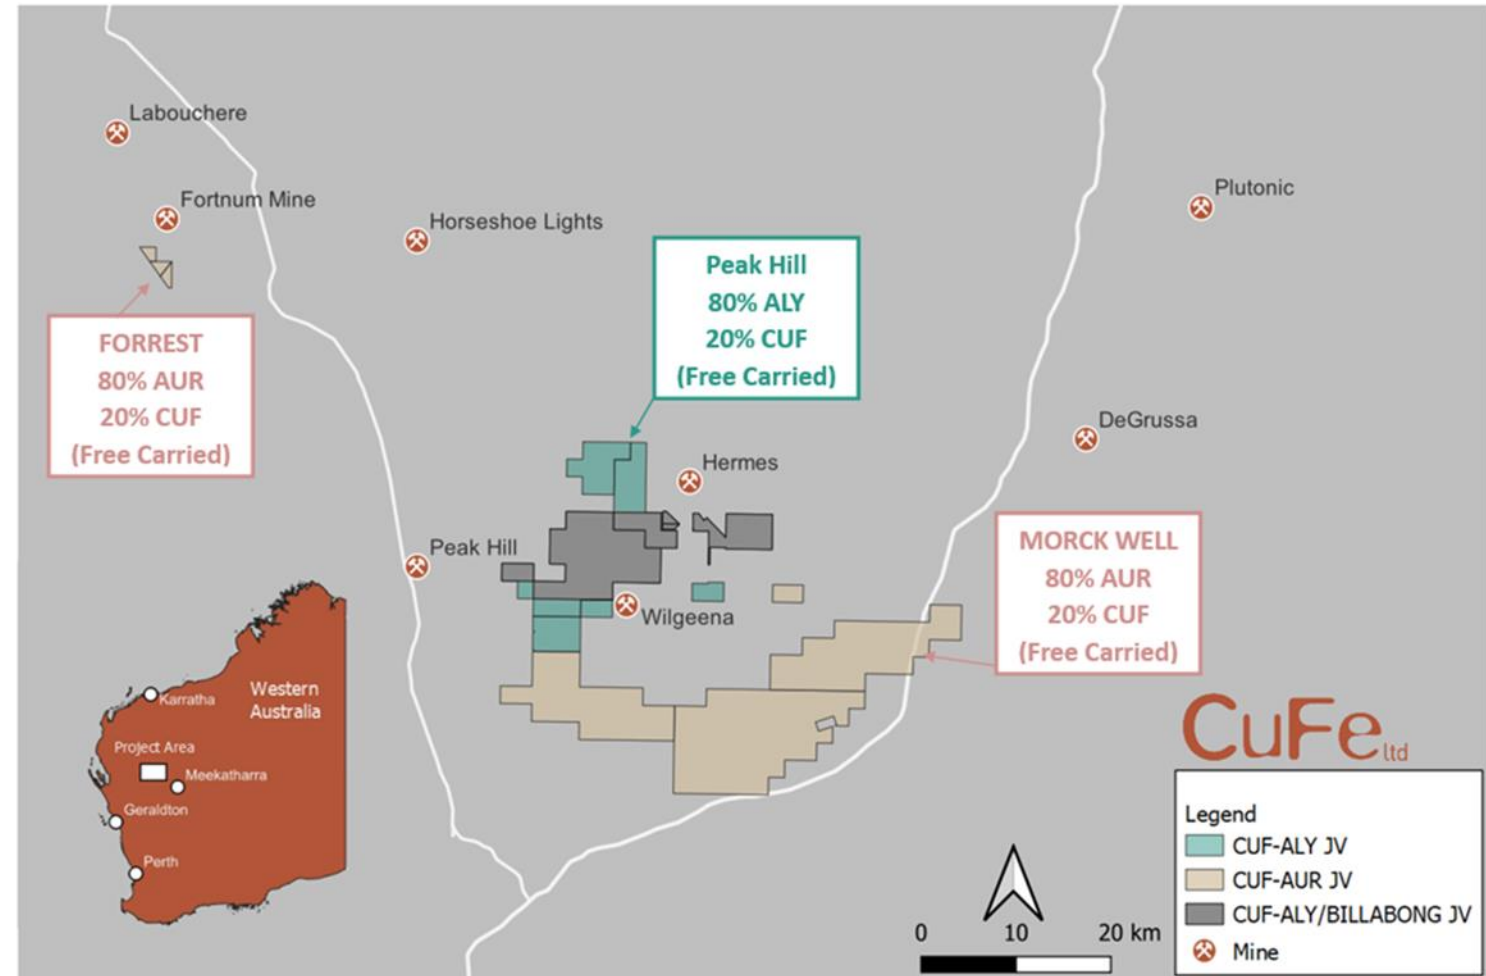 Labouchere
Fortnum Mine
Horseshoe Lights
Plutonic
Peak Hill
80% ALY
20% CUF
(Free Carried)
FORREST
80% AUR
20% CUF
(Free Carried)
DeGrussa
Hermes
Peak Hill
MORCK WELL
80% AUR
20% CUF
(Free Carried)
Wilgeena
Western
Australia
Karratha
Project Area
Meekatharra
Geraldton
Perth
CuFe ltd
Legend
CUF-ALY JV
CUF-AUR JV
CUF-ALY/BILLABONG JV
Mine
0 10 20 km